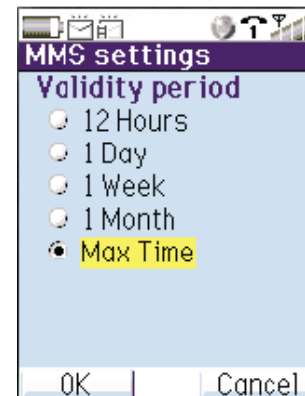 MMS settings
Validity period
12 Hours
1 Day
1 Week
1 Month
Max Time
OK Cancel